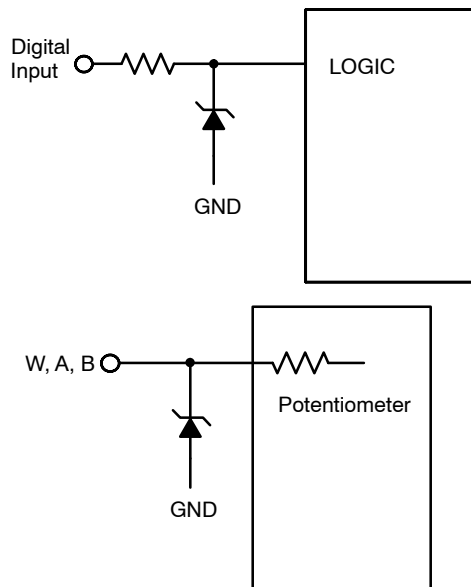 Digital
Input
LOGIC
GND
W, A, B
Potentiometer
GND